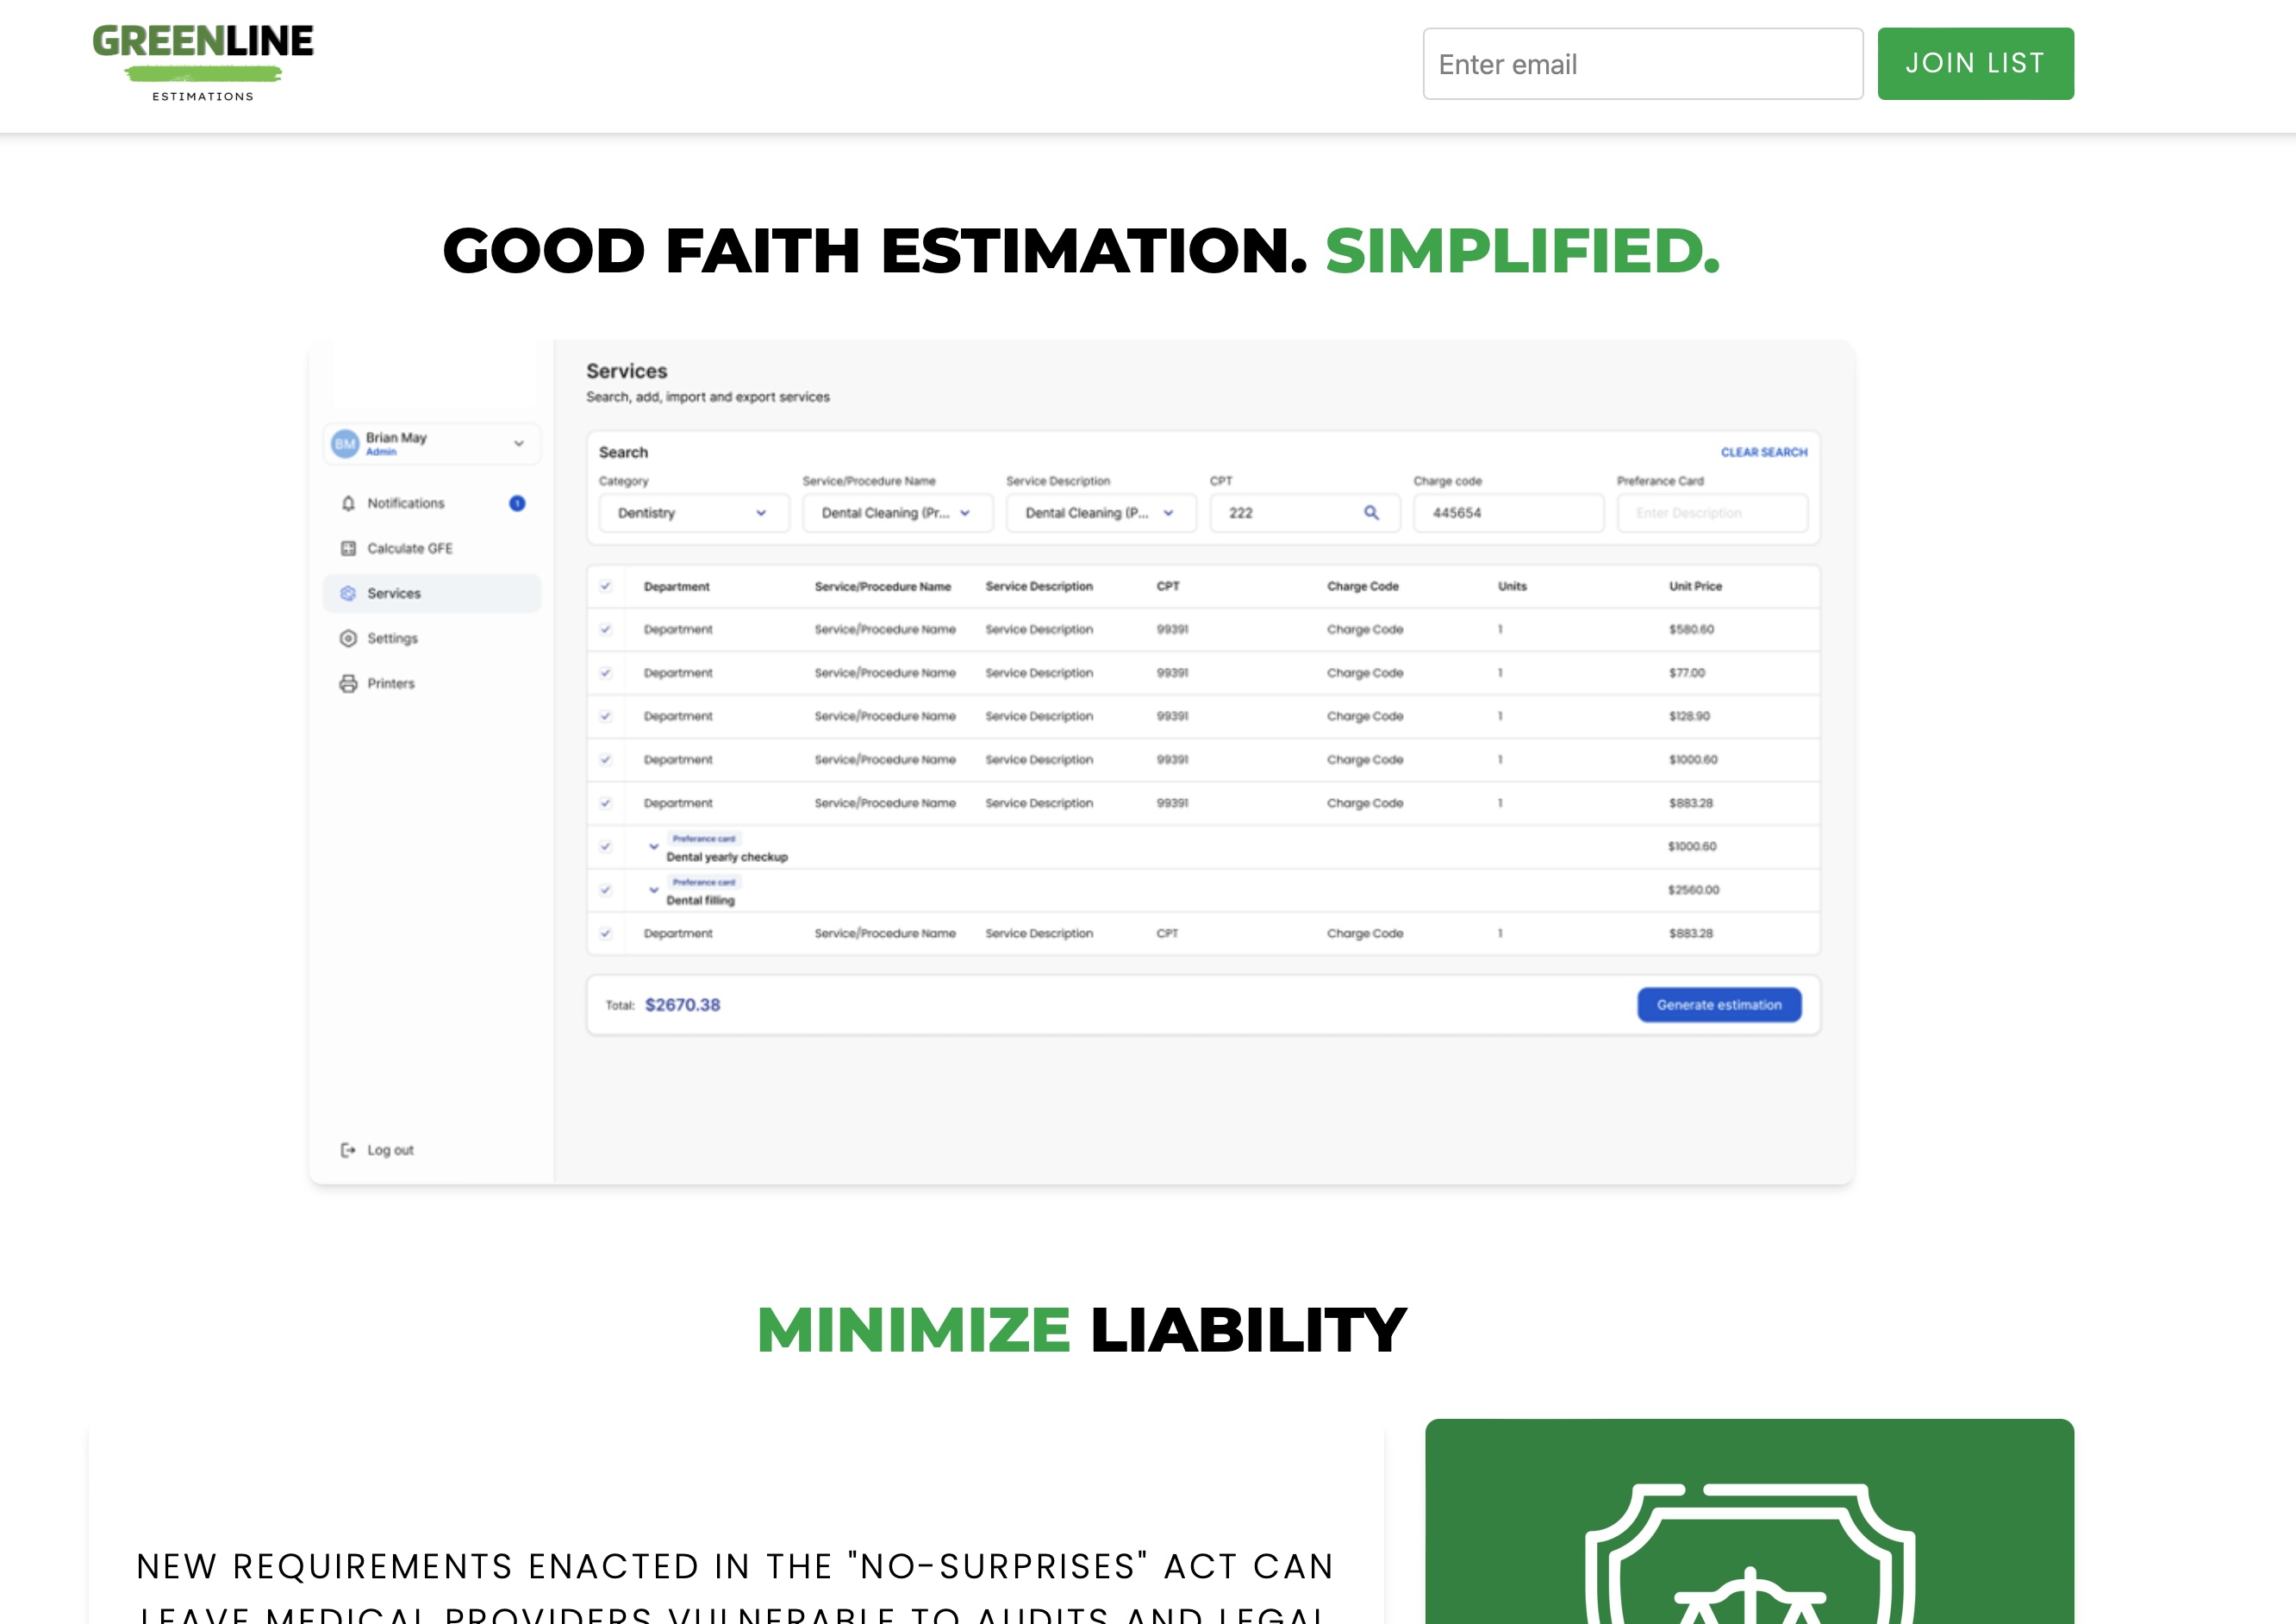 GREENLINE
ESTIMATIONS
Enter email
JOIN LIST
GOOD FAITH ESTIMATION. SIMPLIFIED.
BM
Brian May
Admin
Notifications
1
Calculate GFE
Services
Settings
Printers
Log out
Services
Search, add, import and export services
Search
CLEAR SEARCH
Category Service/Procedure Name Service Description CPT Charge code Preferance Card
Dentistry Dental Cleaning (Pr... Dental Cleaning (P... 222 445654 Enter Description
Department Service/Procedure Name Service Description CPT Charge Code Units Unit Price
Department Service/Procedure Name Service Description 99391 Charge Code 1 $580.60
Department Service/Procedure Name Service Description 99391 Charge Code 1 $77.00
Department Service/Procedure Name Service Description 99391 Charge Code 1 $128.90
Department Service/Procedure Name Service Description 99391 Charge Code 1 $1000.60
Department Service/Procedure Name Service Description 99391 Charge Code 1 $883.28
Preferance card
Dental yearly checkup $1000.60
Preferance card
Dental filling $2560.00
Department Service/Procedure Name Service Description CPT Charge Code 1 $883.28
Total: $2670.38 Generate estimation
MINIMIZE LIABILITY
NEW REQUIREMENTS ENACTED IN THE "NO-SURPRISES" ACT CAN
LEAVE MEDICAL PROVIDERS VULNERABLE TO AUDITS AND LEGAL